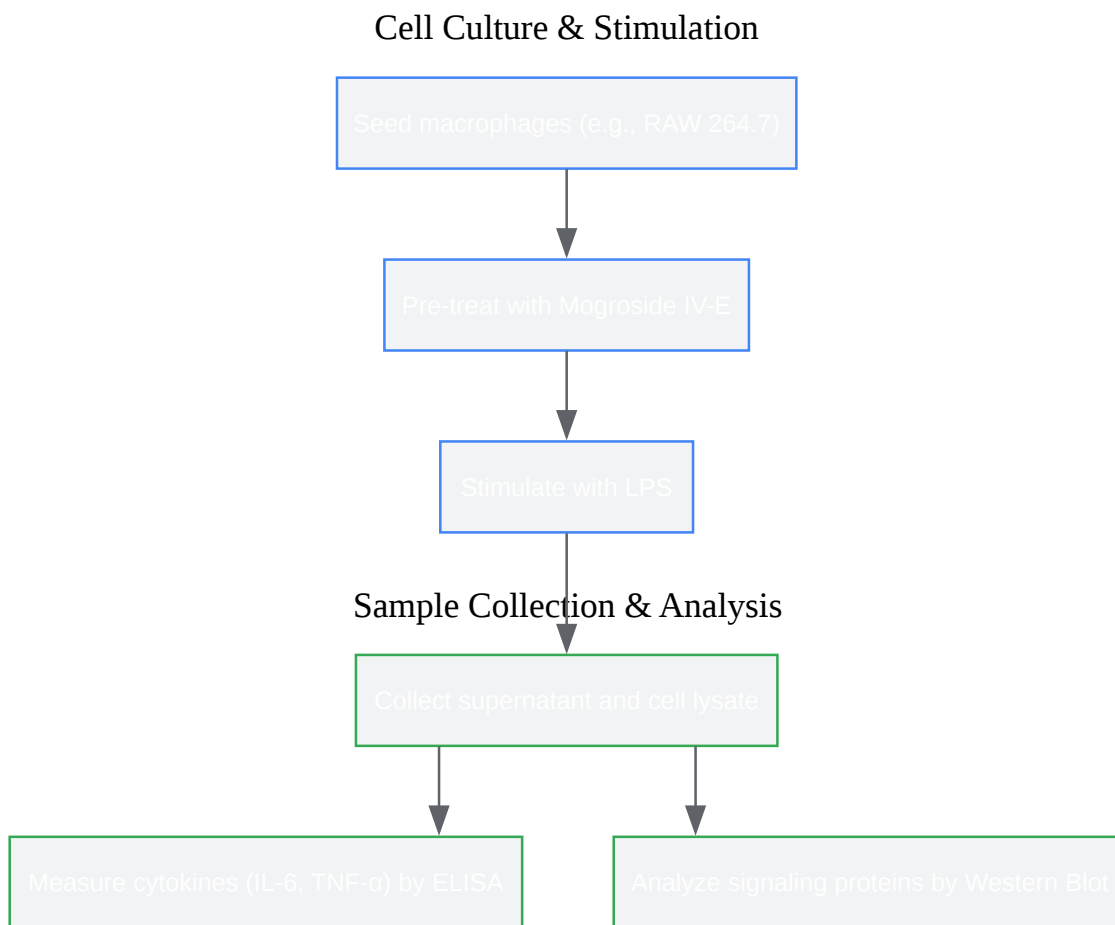 Cell Culture & Stimulation
Seed macrophages (e.g., RAW 264.7)
Pre-treat with Mogroside IV-E
Stimulate with LPS
Sample Collection & Analysis
Collect supernatant and cell lysate
Measure cytokines (IL-6, TNF-α) by ELISA
Analyze signaling proteins by Western Blot